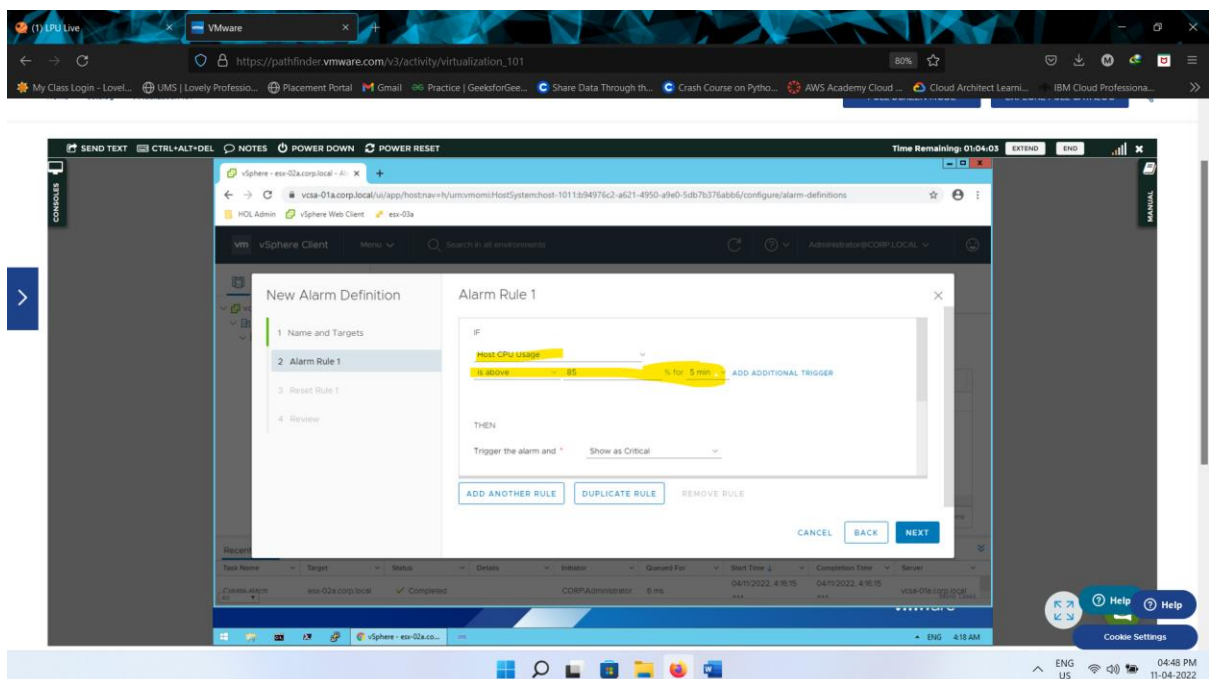 (1) LPU Live
VMware
https://pathfinder.vmware.com/v3/activity/virtualization_101
80%
My Class Login - Lovel... UMS | Lovely Professio... Placement Portal Gmail Practice | GeeksforGee... Share Data Through th... Crash Course on Pytho... AWS Academy Cloud ... Cloud Architect Learni... IBM Cloud Professiona...
SEND TEXT CTRL+ALT+DEL NOTES POWER DOWN POWER RESET Time Remaining: 01:04:03 EXTEND END
CONSOLES
MANUAL
vSphere - esx-02a.corp.local - Al
vcsa-01a.corp.local/ui/app/host;nav=h/urn:vmomi:HostSystem:host-1011:b94976c2-a621-4950-a9e0-5db7b376abb6/configure/alarm-definitions
HOL Admin vSphere Web Client esx-03a
vm vSphere Client Menu Search in all environments Administrator@CORP.LOCAL
New Alarm Definition
1 Name and Targets
2 Alarm Rule 1
3 Reset Rule 1
4 Review
Alarm Rule 1
IF
Host CPU Usage
is above 85 % for 5 min ADD ADDITIONAL TRIGGER
THEN
Trigger the alarm and * Show as Critical
ADD ANOTHER RULE DUPLICATE RULE REMOVE RULE
CANCEL BACK NEXT
Recent
Task Name Target Status Details Initiator Queued For Start Time Completion Time Server
Create alarm esx-02a.corp.local Completed CORP\Administrator 6 ms 04/11/2022, 4:16:15 04/11/2022, 4:16:15 vcsa-01a.corp.local
All More Tasks
vSphere - esx-02a.co...
ENG 4:18 AM
Help
Help
Cookie Settings
ENG
US
04:48 PM
11-04-2022